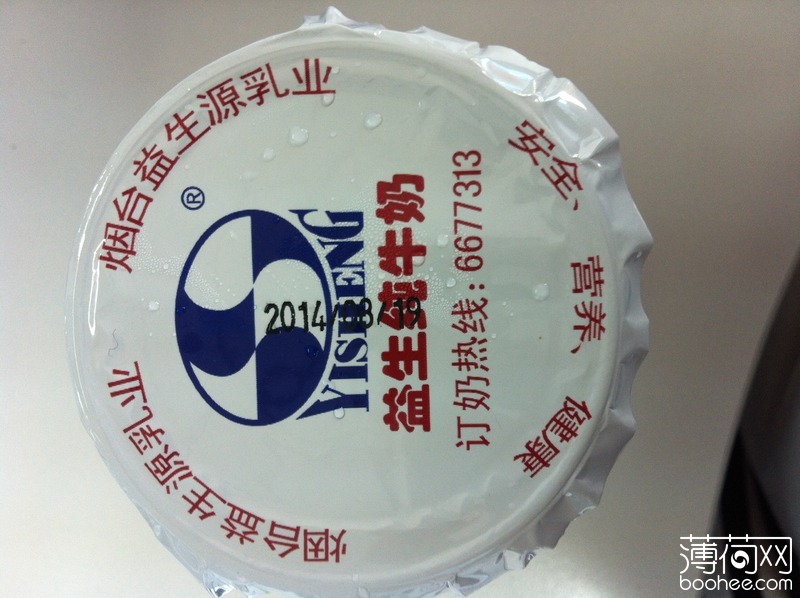 烟台益生源乳业
烟台益生源乳业
®
YISHENG
2014/08/19
益生纯牛奶
订奶热线:6677313
安全、营养、健康
薄荷网
boohee.com